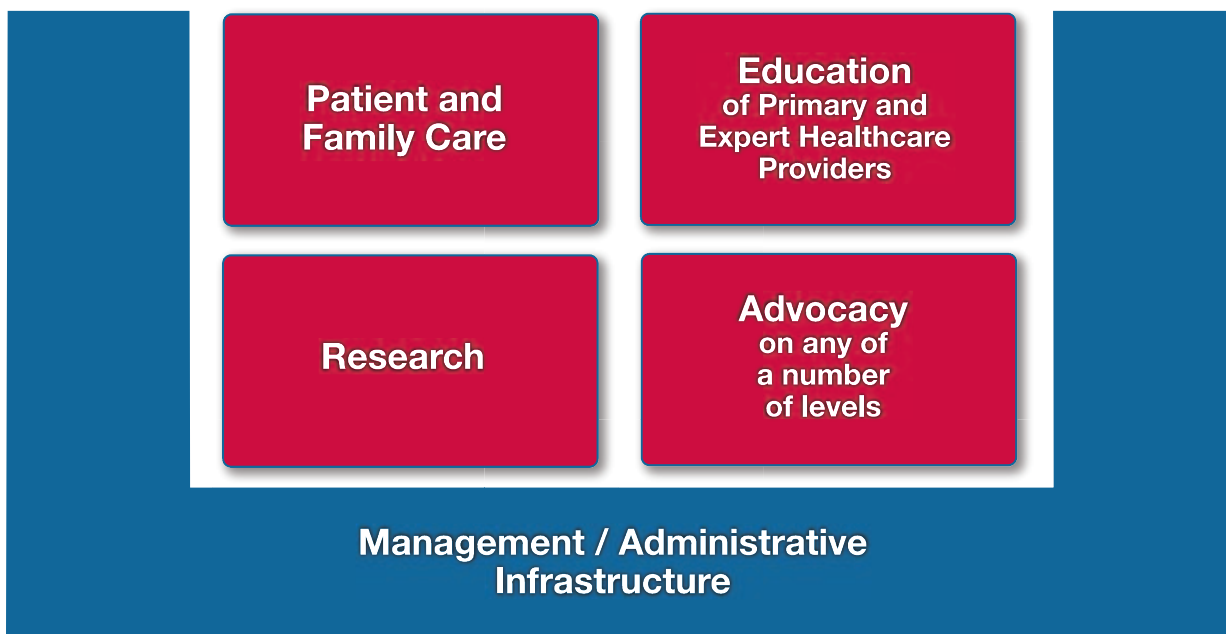 Patient and
Family Care
Education
of Primary and
Expert Healthcare
Providers
Research
Advocacy
on any of
a number
of levels
Management / Administrative
Infrastructure